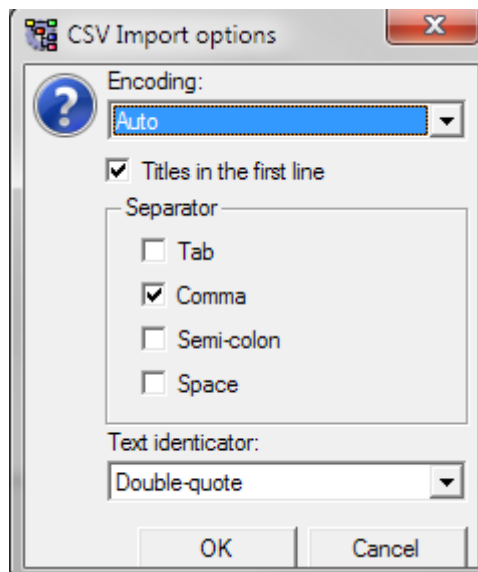 CSV Import options
Encoding:
Auto
Titles in the first line
Separator
Tab
Comma
Semi-colon
Space
Text identicator:
Double-quote
OK Cancel